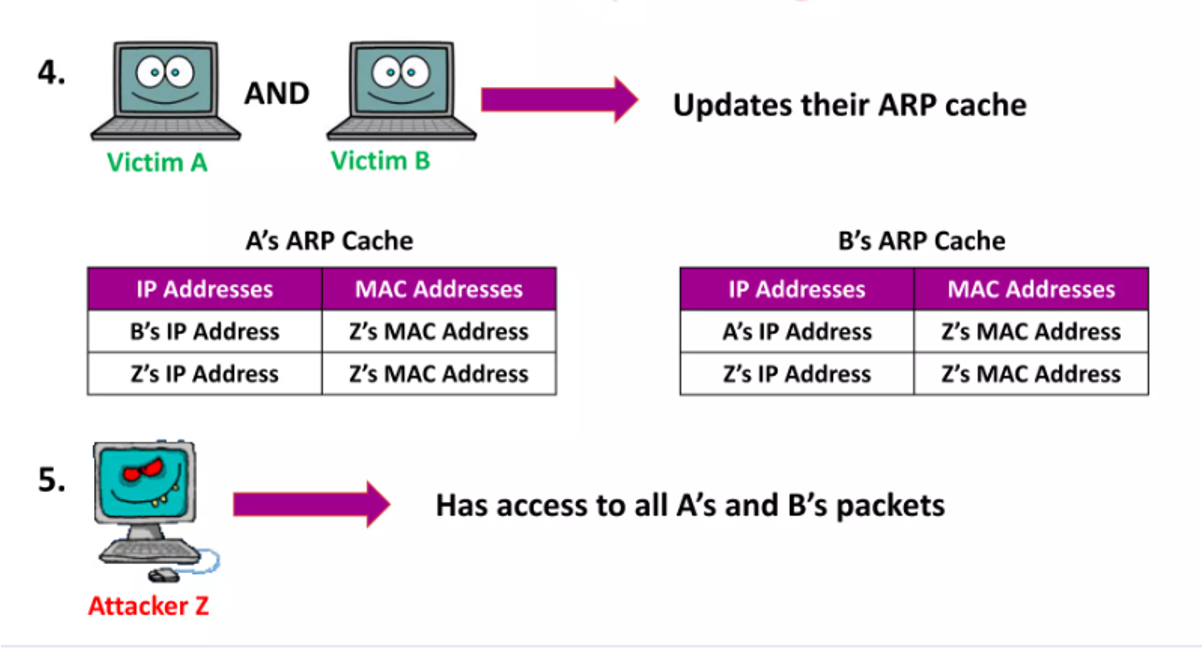 4.
AND
Updates their ARP cache
Victim A
Victim B
A’s ARP Cache
IP Addresses MAC Addresses
B’s IP Address Z’s MAC Address
Z’s IP Address Z’s MAC Address
B’s ARP Cache
IP Addresses MAC Addresses
A’s IP Address Z’s MAC Address
Z’s IP Address Z’s MAC Address
5.
Has access to all A’s and B’s packets
Attacker Z